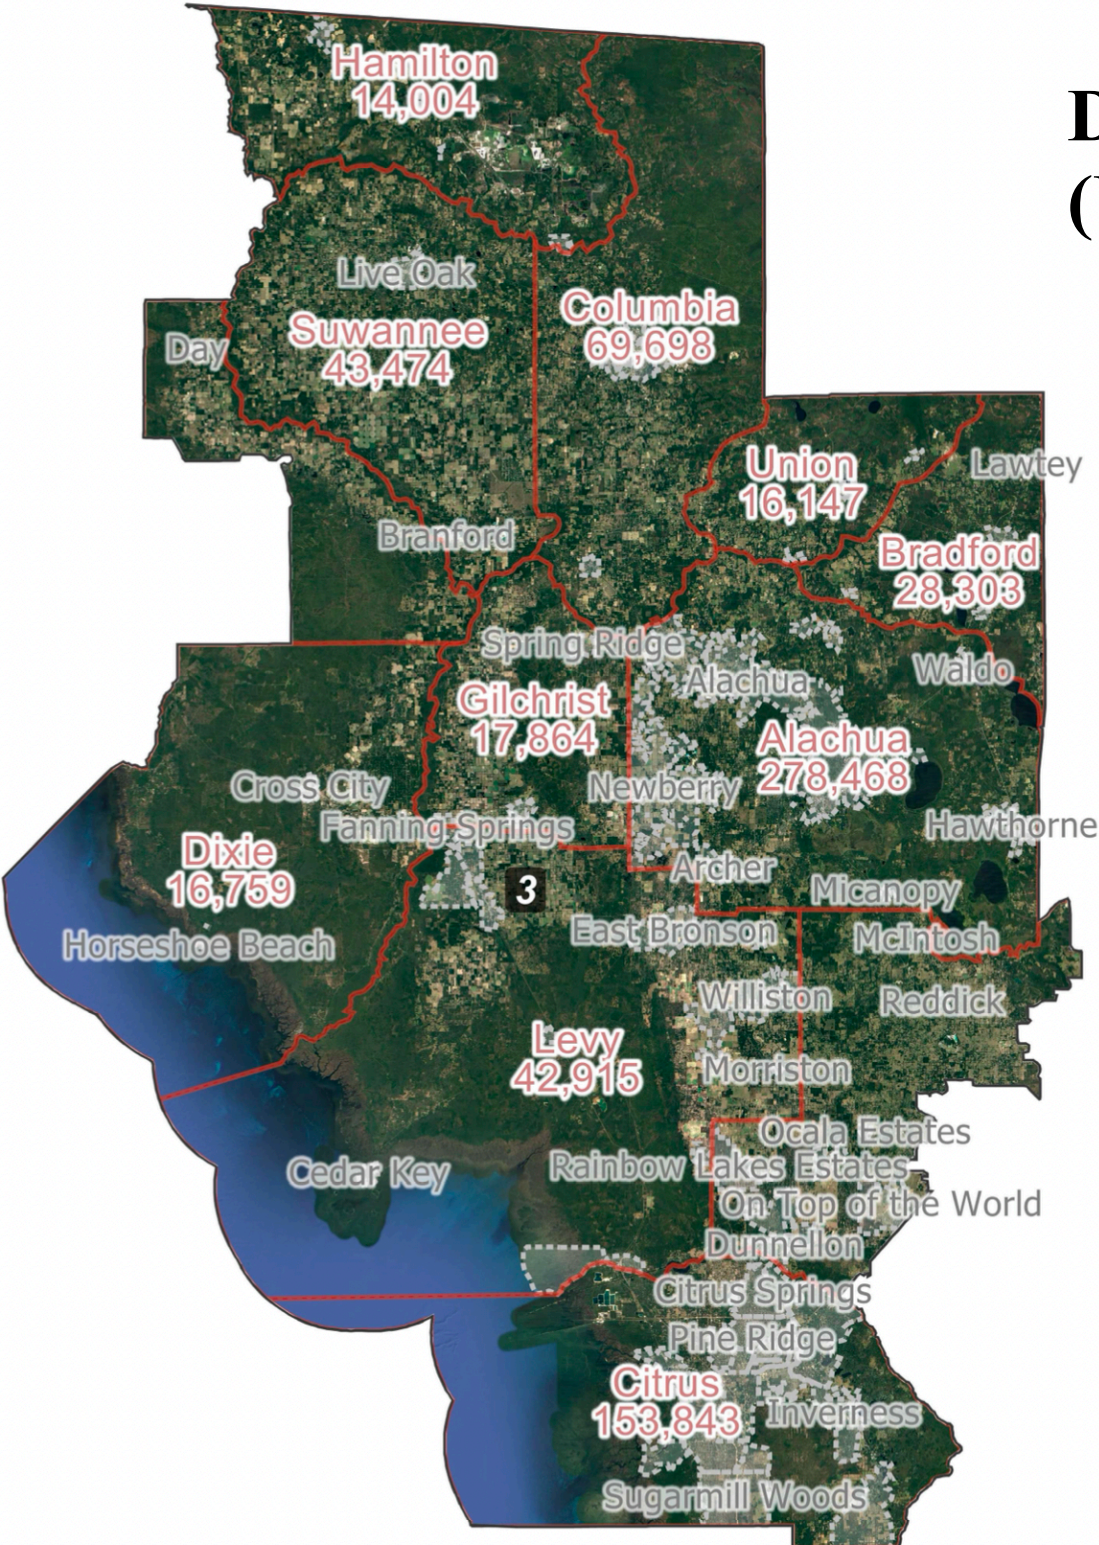 Hamilton
14,004
D
(
Live Oak
Columbia
69,698
Suwannee
43,474
Day
Union
16,147
Lawtey
Branford
Bradford
28,303
Spring Ridge
Waldo
Alachua
Gilchrist
17,864
Alachua
278,468
Cross City
Newberry
Fanning Springs
Hawthorne
Dixie
16,759
Archer
3
Micanopy
East Bronson
McIntosh
Horseshoe Beach
Williston
Reddick
Levy
42,915
Morriston
Ocala Estates
Cedar Key
Rainbow Lakes Estates
On Top of the World
Dunnellon
Citrus Springs
Pine Ridge
Citrus
153,843
Inverness
Sugarmill Woods